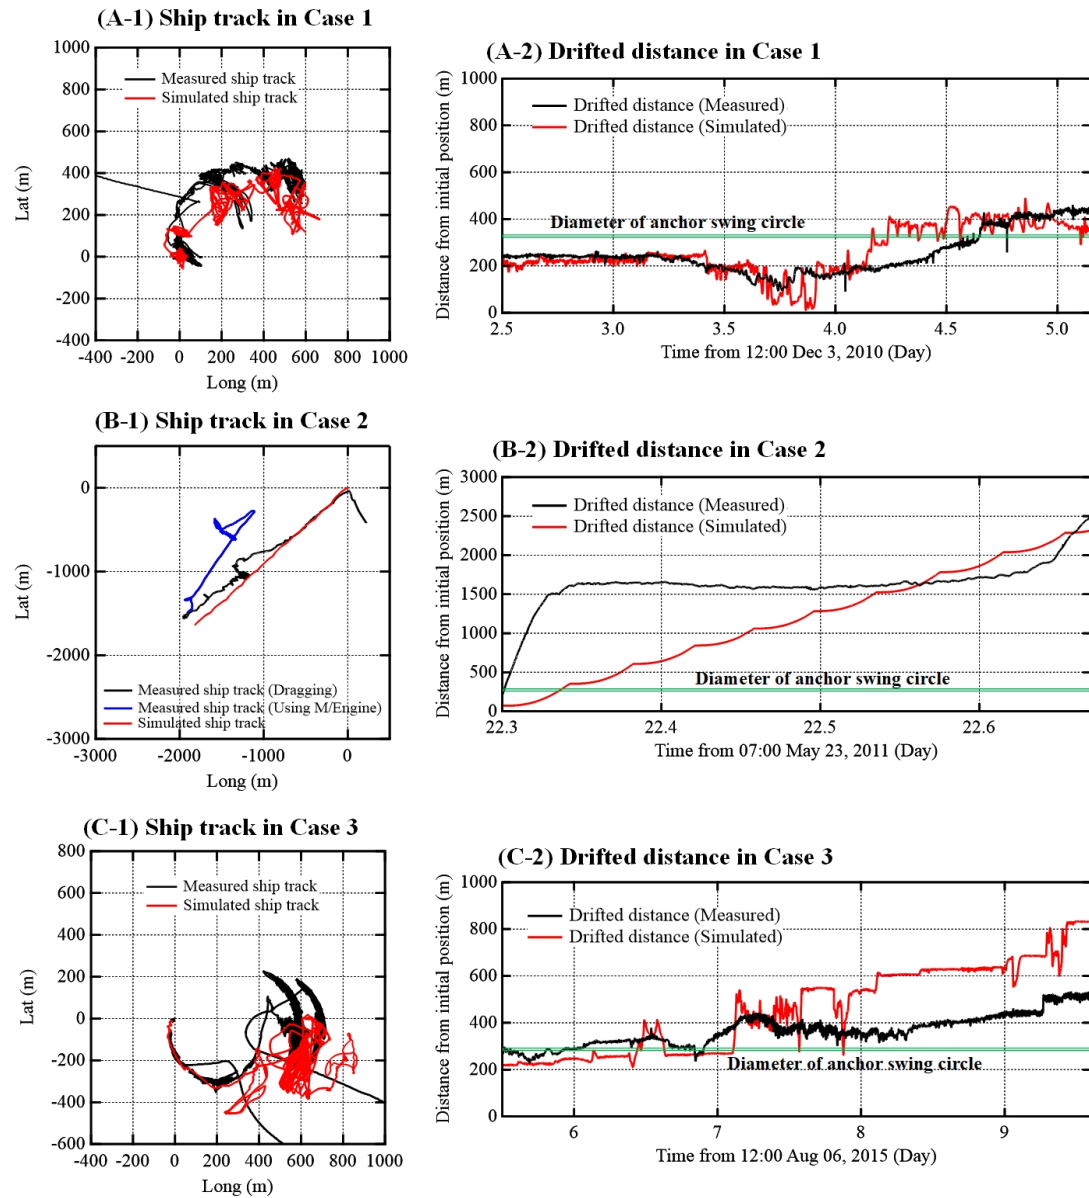 (A-1) Ship track in Case 1
1000
800
600
400
200
0
-200
-400
-400 -200 0 200 400 600 800 1000
Lat (m)
Long (m)
Measured ship track
Simulated ship track
(A-2) Drifted distance in Case 1
1000
800
600
400
200
0
2.5 3.0 3.5 4.0 4.5 5.0
Distance from initial position (m)
Time from 12:00 Dec 3, 2010 (Day)
Drifted distance (Measured)
Drifted distance (Simulated)
Diameter of anchor swing circle
(B-1) Ship track in Case 2
0
-1000
-2000
-3000
-3000 -2000 -1000 0
Lat (m)
Long (m)
Measured ship track (Dragging)
Measured ship track (Using M/Engine)
Simulated ship track
(B-2) Drifted distance in Case 2
3000
2500
2000
1500
1000
500
0
22.3 22.4 22.5 22.6
Distance from initial position (m)
Time from 07:00 May 23, 2011 (Day)
Drifted distance (Measured)
Drifted distance (Simulated)
Diameter of anchor swing circle
(C-1) Ship track in Case 3
800
600
400
200
0
-200
-400
-600
-400 -200 0 200 400 600 800 1000
Lat (m)
Long (m)
Measured ship track
Simulated ship track
(C-2) Drifted distance in Case 3
1000
800
600
400
200
0
6 7 8 9
Distance from initial position (m)
Time from 12:00 Aug 06, 2015 (Day)
Drifted distance (Measured)
Drifted distance (Simulated)
Diameter of anchor swing circle